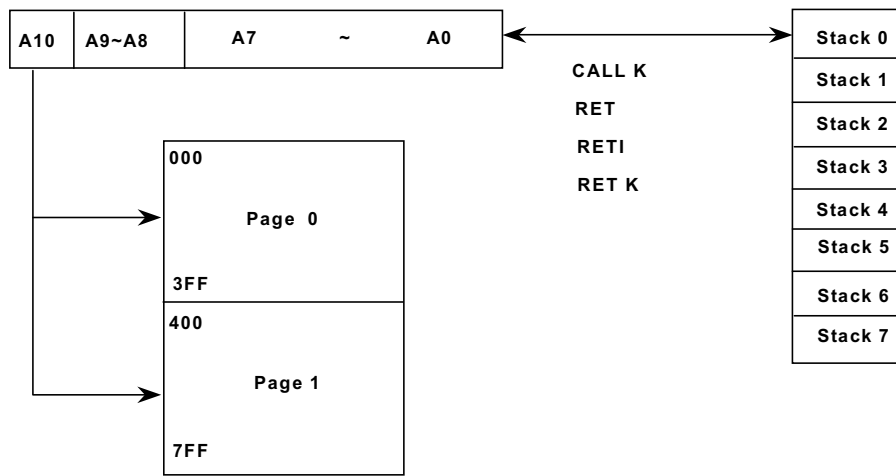 A10 A9~A8 A7 ~ A0
CALL K
RET
RETI
RET K
Stack 0
Stack 1
Stack 2
Stack 3
Stack 4
Stack 5
Stack 6
Stack 7
000
Page 0
3FF
400
Page 1
7FF